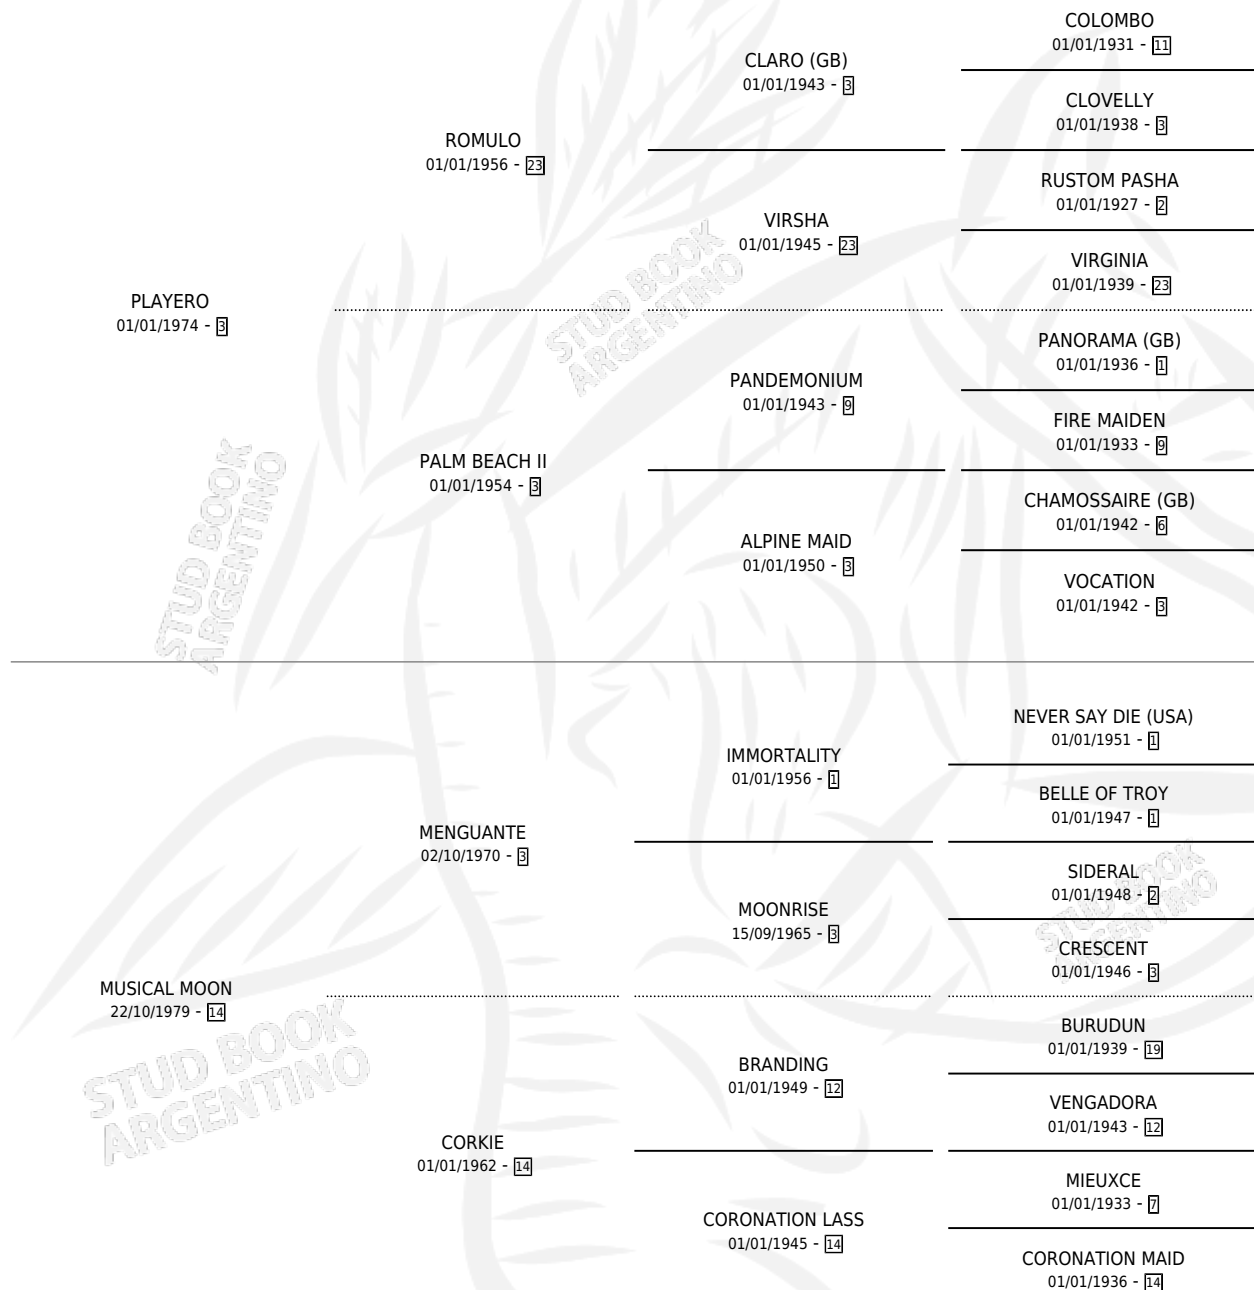 COLOMBO
01/01/1931 - 11
CLARO (GB)
01/01/1943 - 3
CLOVELLY
01/01/1938 - 3
ROMULO
01/01/1956 - 23
RUSTOM PASHA
01/01/1927 - 2
VIRSHA
01/01/1945 - 23
VIRGINIA
01/01/1939 - 23
PLAYERO
01/01/1974 - 3
PANORAMA (GB)
01/01/1936 - 1
PANDEMONIUM
01/01/1943 - 9
FIRE MAIDEN
01/01/1933 - 9
PALM BEACH II
01/01/1954 - 3
CHAMOSSAIRE (GB)
01/01/1942 - 6
ALPINE MAID
01/01/1950 - 3
VOCATION
01/01/1942 - 3
NEVER SAY DIE (USA)
01/01/1951 - 1
IMMORTALITY
01/01/1956 - 1
BELLE OF TROY
01/01/1947 - 1
MENGUANTE
02/10/1970 - 3
SIDERAL
01/01/1948 - 2
MOONRISE
15/09/1965 - 3
CRESCENT
01/01/1946 - 3
MUSICAL MOON
22/10/1979 - 14
BURUDUN
01/01/1939 - 19
BRANDING
01/01/1949 - 12
VENGADORA
01/01/1943 - 12
CORKIE
01/01/1962 - 14
MIEUXCE
01/01/1933 - 7
CORONATION LASS
01/01/1945 - 14
CORONATION MAID
01/01/1936 - 14
STUD BOOK
ARGENTINO
STUD BOOK
ARGENTINO
STUD BOOK
ARGENTINO
STUD BOOK
ARGENTINO